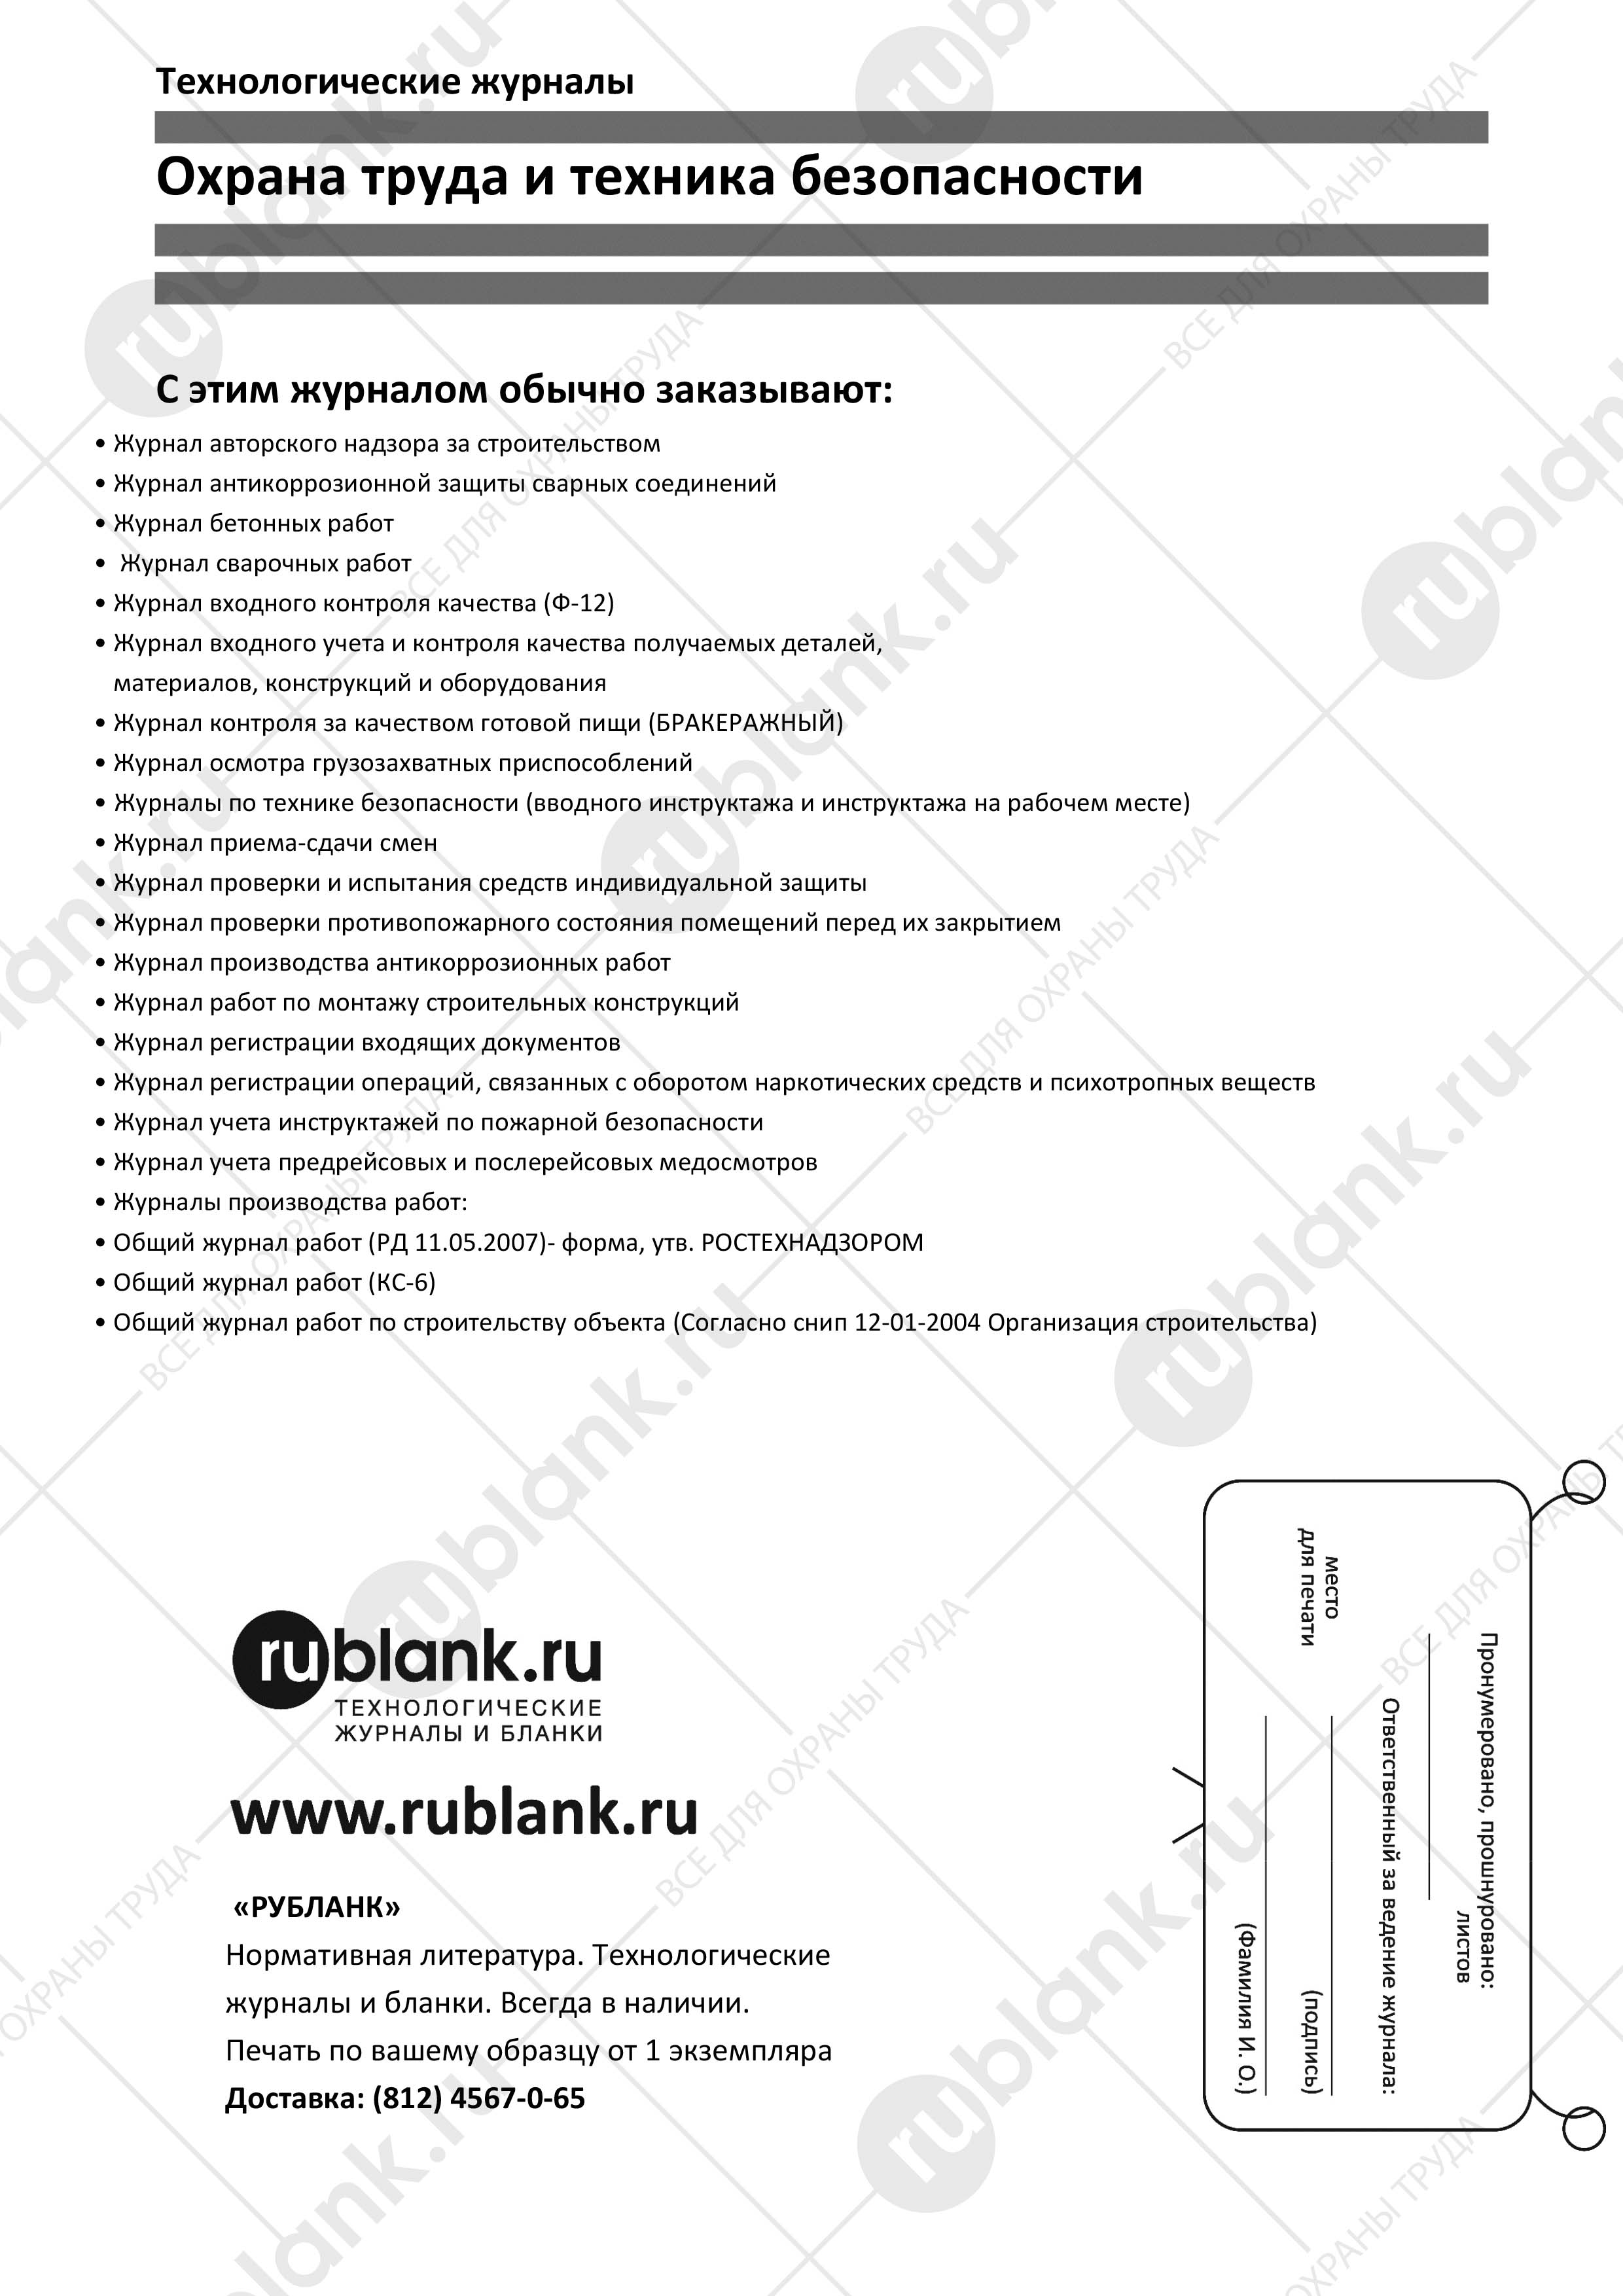 Технологические журналы
Охрана труда и техника безопасности
С этим журналом обычно заказывают:
• Журнал авторского надзора за строительством
• Журнал антикоррозионной защиты сварных соединений
• Журнал бетонных работ
• Журнал сварочных работ
• Журнал входного контроля качества (Ф-12)
• Журнал входного учета и контроля качества получаемых деталей,
материалов, конструкций и оборудования
• Журнал контроля за качеством готовой пищи (БРАКЕРАЖНЫЙ)
• Журнал осмотра грузозахватных приспособлений
• Журналы по технике безопасности (вводного инструктажа и инструктажа на рабочем месте)
• Журнал приема-сдачи смен
• Журнал проверки и испытания средств индивидуальной защиты
• Журнал проверки противопожарного состояния помещений перед их закрытием
• Журнал производства антикоррозионных работ
• Журнал работ по монтажу строительных конструкций
• Журнал регистрации входящих документов
• Журнал регистрации операций, связанных с оборотом наркотических средств и психотропных веществ
• Журнал учета инструктажей по пожарной безопасности
• Журнал учета предрейсовых и послерейсовых медосмотров
• Журналы производства работ:
• Общий журнал работ (РД 11.05.2007)- форма, утв. РОСТЕХНАДЗОРОМ
• Общий журнал работ (КС-6)
• Общий журнал работ по строительству объекта (Согласно снип 12-01-2004 Организация строительства)
rublank.ru
ТЕХНОЛОГИЧЕСКИЕ
ЖУРНАЛЫ И БЛАНКИ
www.rublank.ru
«РУБЛАНК»
Нормативная литература. Технологические
журналы и бланки. Всегда в наличии.
Печать по вашему образцу от 1 экземпляра
Доставка: (812) 4567-0-65
Пронумеровано, прошнуровано:
листов
Ответственный за ведение журнала:
место
для печати
(подпись)
(Фамилия И. О.)
rublank.ru
ВСЕ ДЛЯ ОХРАНЫ ТРУДА